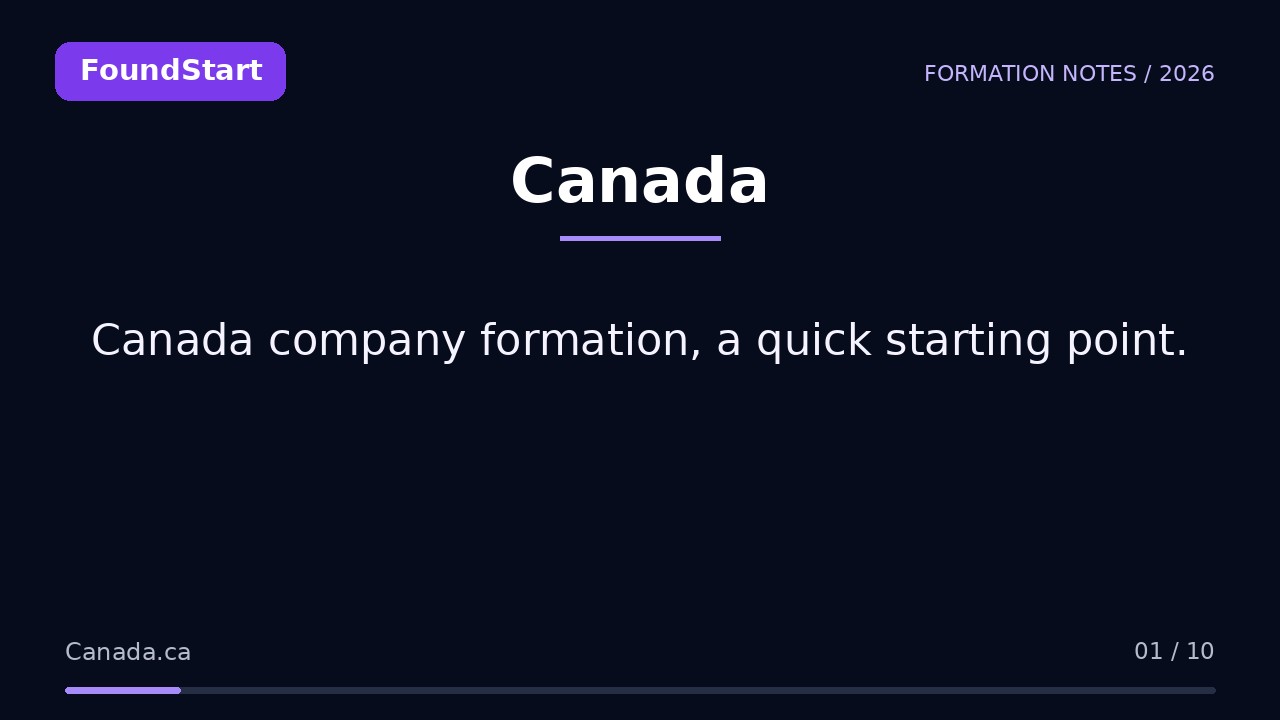 FoundStart
FORMATION NOTES / 2026
Canada
Canada company formation, a quick starting point.
Canada.ca
01 / 10